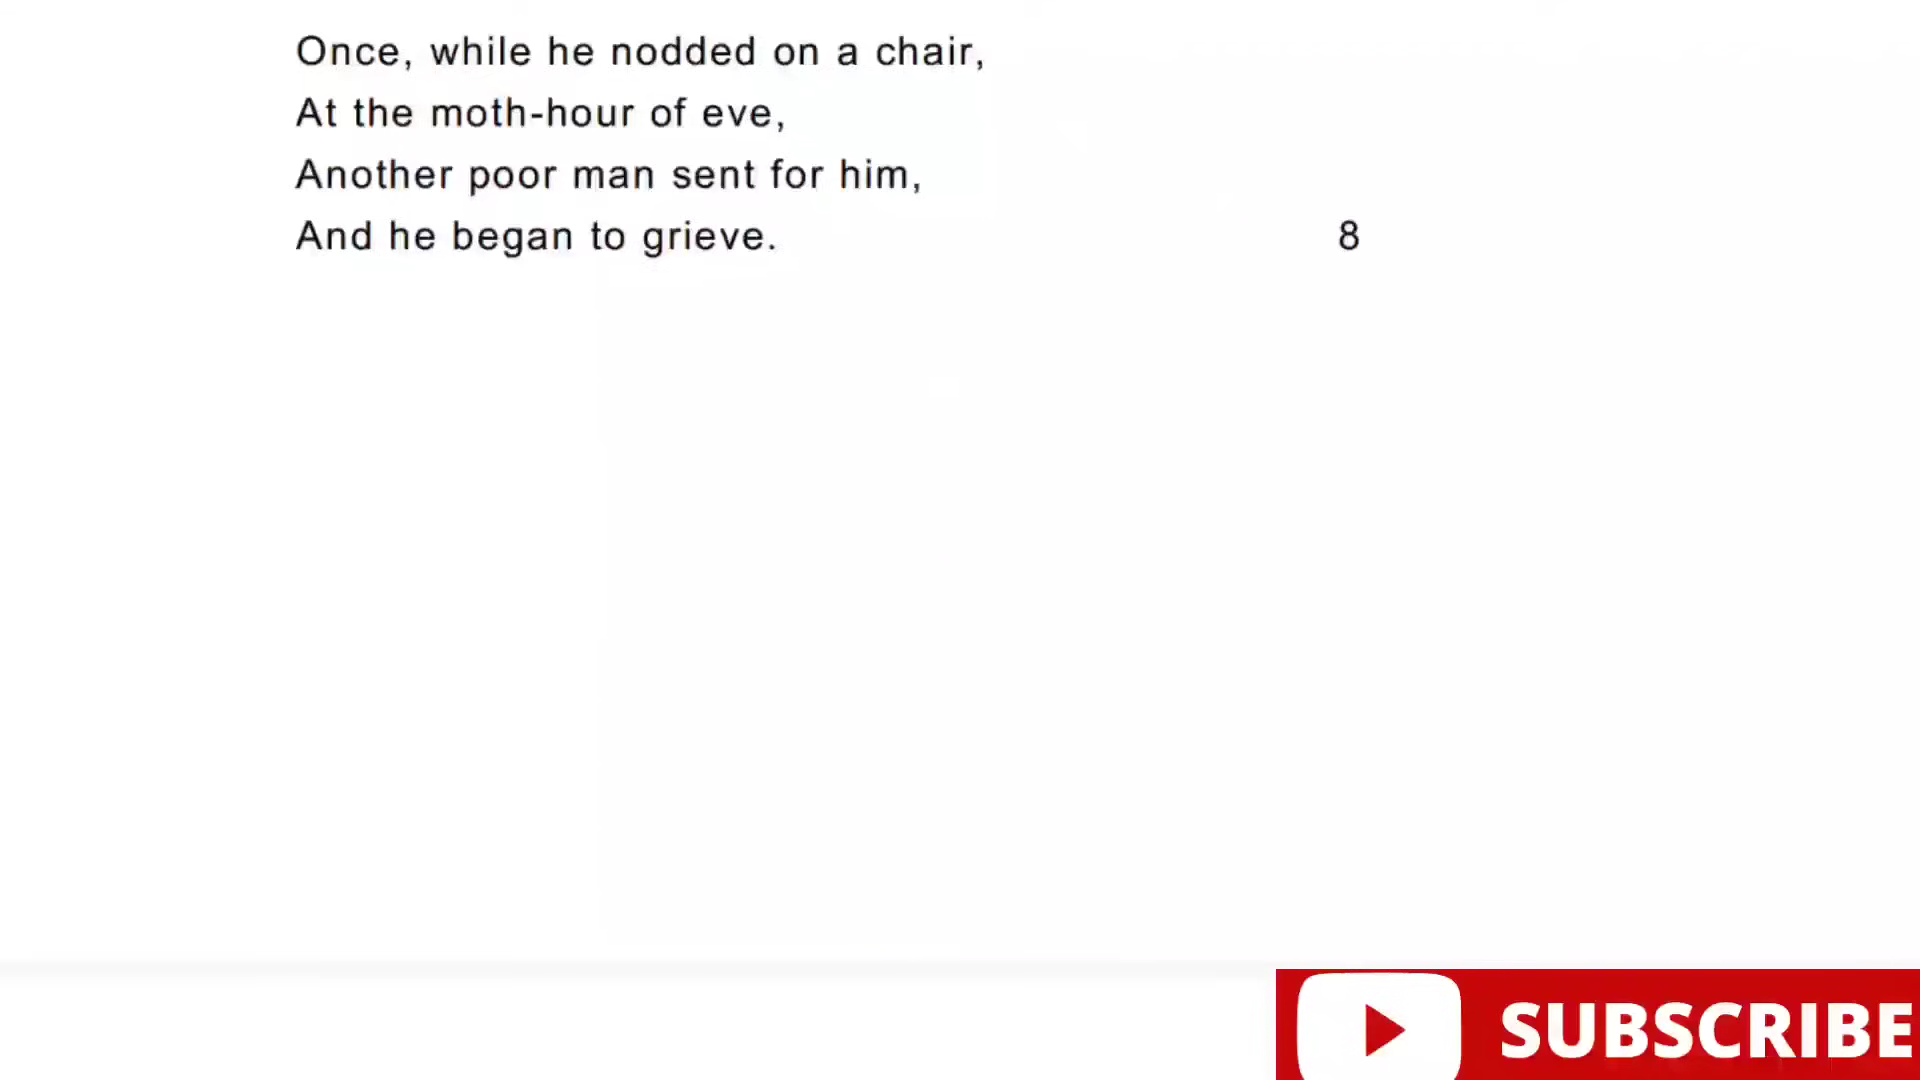 Once, while he nodded on a chair,
At the moth-hour of eve,
Another poor man sent for him,
And he began to grieve. 8
SUBSCRIBE